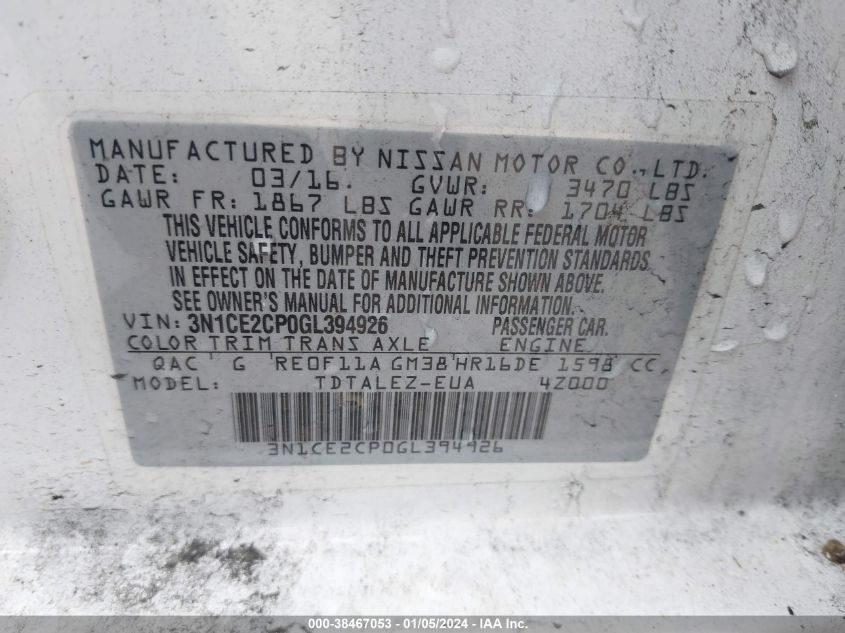 MANUFACTURED BY NISSAN MOTOR CO., LTD.
DATE: 03/16. GVWR: 3470 LBS
GAWR FR: 1867 LBS GAWR RR: 1704 LBS
THIS VEHICLE CONFORMS TO ALL APPLICABLE FEDERAL MOTOR
VEHICLE SAFETY, BUMPER AND THEFT PREVENTION STANDARDS
IN EFFECT ON THE DATE OF MANUFACTURE SHOWN ABOVE.
SEE OWNER'S MANUAL FOR ADDITIONAL INFORMATION.
VIN: 3N1CE2CP0GL394926 PASSENGER CAR.
COLOR TRIM TRANS AXLE ENGINE
QAC G RE0F11A GM38 HR16DE 1598 CC
MODEL: TDTALEZ-EUA 4Z000
3N1CE2CP0GL394926
000-38467053 - 01/05/2024 - IAA Inc.